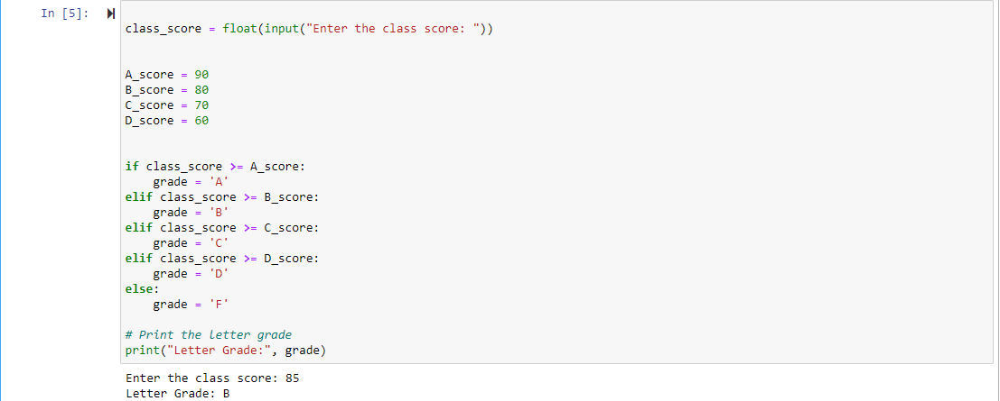 In [5]:
class_score = float(input("Enter the class score: "))
A_score = 90
B_score = 80
C_score = 70
D_score = 60
if class_score >= A_score:
    grade = 'A'
elif class_score >= B_score:
    grade = 'B'
elif class_score >= C_score:
    grade = 'C'
elif class_score >= D_score:
    grade = 'D'
else:
    grade = 'F'
# Print the letter grade
print("Letter Grade:", grade)
Enter the class score: 85
Letter Grade: B